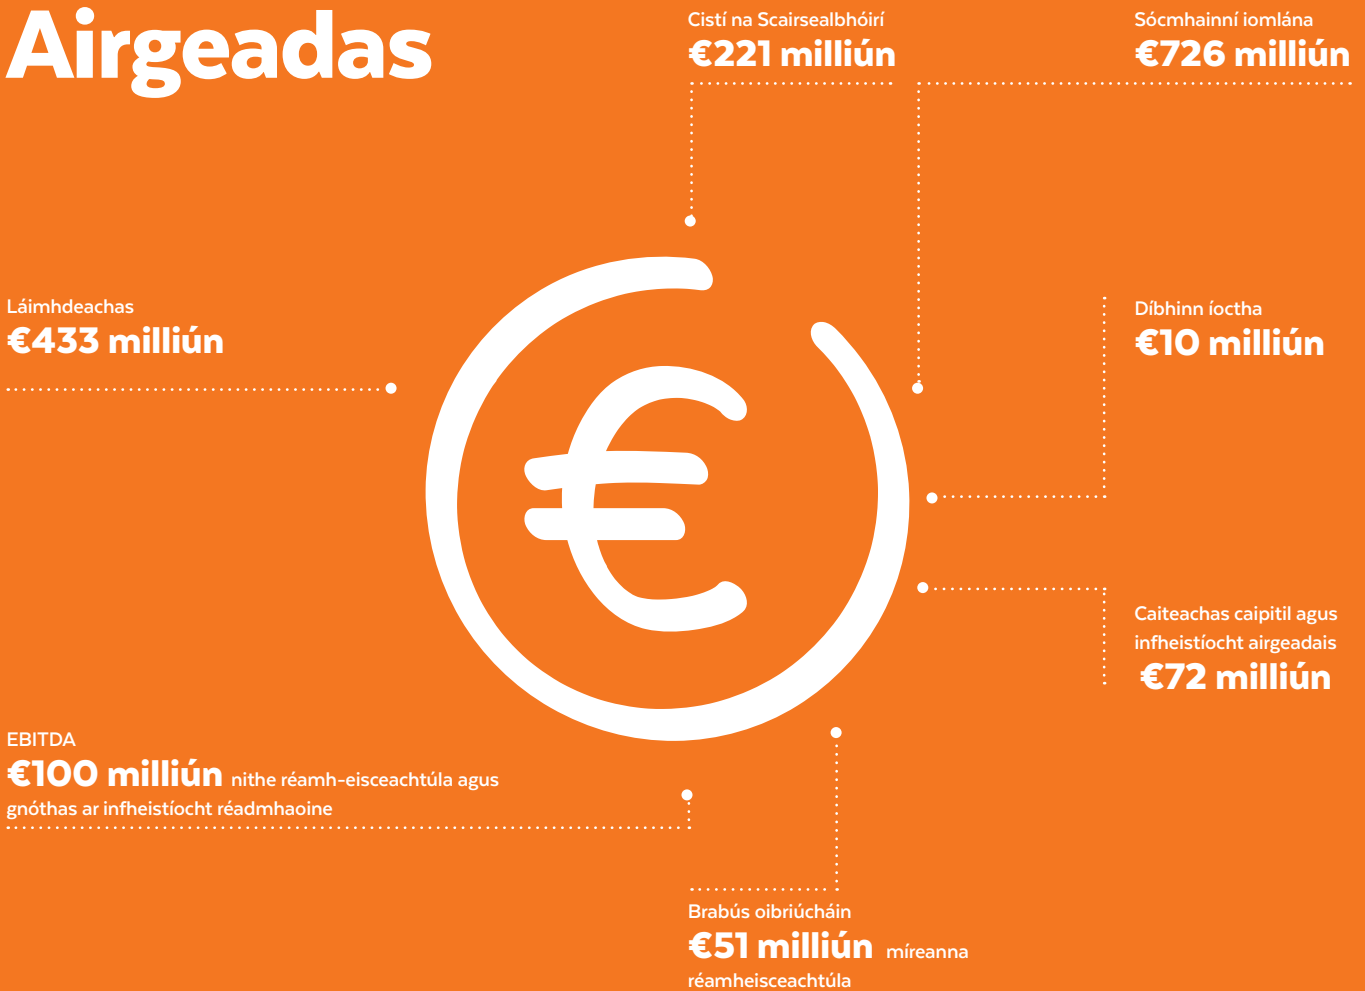 Airgeadas
Cistí na Scairsealbhóirí
€221 milliún
Sócmhainní iomlána
€726 milliún
Láimhdeachas
€433 milliún
Díbhinn íoctha
€10 milliún
€
Caiteachas caipitil agus
infheistíocht airgeadais
€72 milliún
EBITDA
€100 milliún nithe réamh-eisceachtúla agus
gnóthas ar infheistíocht réadmhaoine
Brabús oibriúcháin
€51 milliún míreanna
réamheisceachtúla